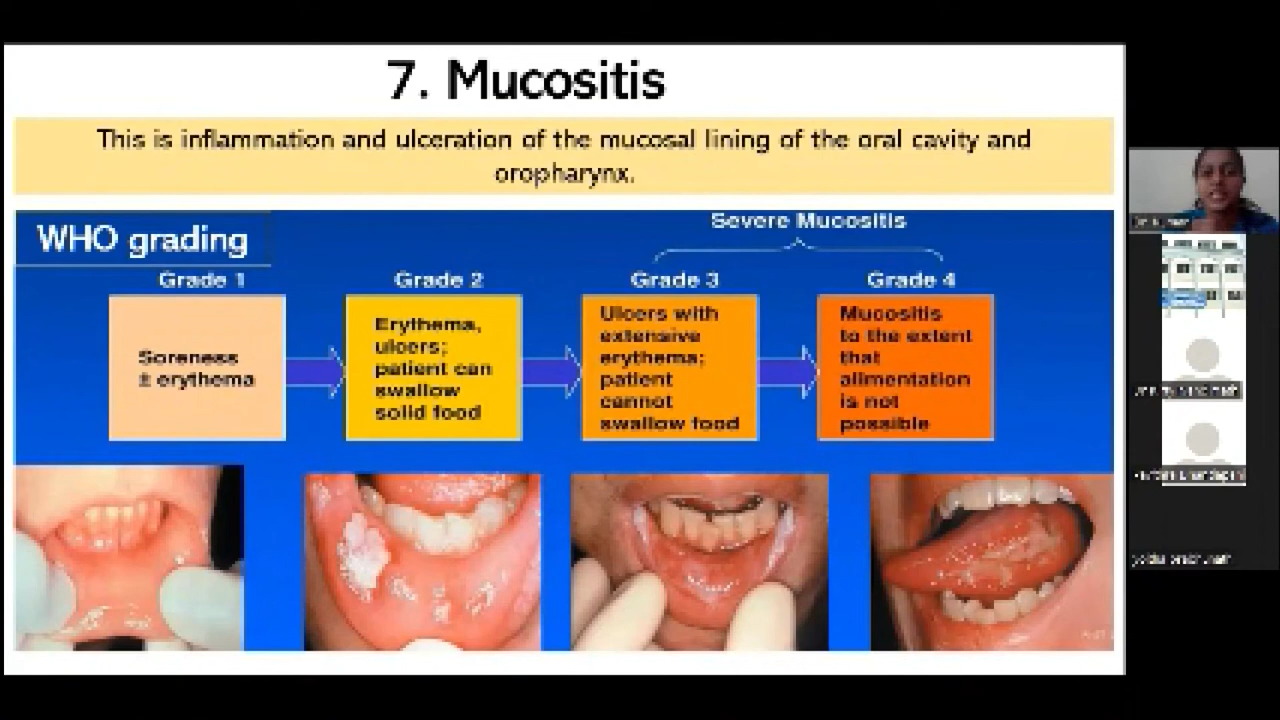 7. Mucositis
This is inflammation and ulceration of the mucosal lining of the oral cavity and
oropharynx.
WHO grading
Severe Mucositis
Grade 1
Grade 2
Grade 3
Grade 4
Soreness
± erythema
Erythema,
ulcers;
patient can
swallow
solid food
Ulcers with
extensive
erythema;
patient
cannot
swallow food
Mucositis
to the extent
that
alimentation
is not
possible